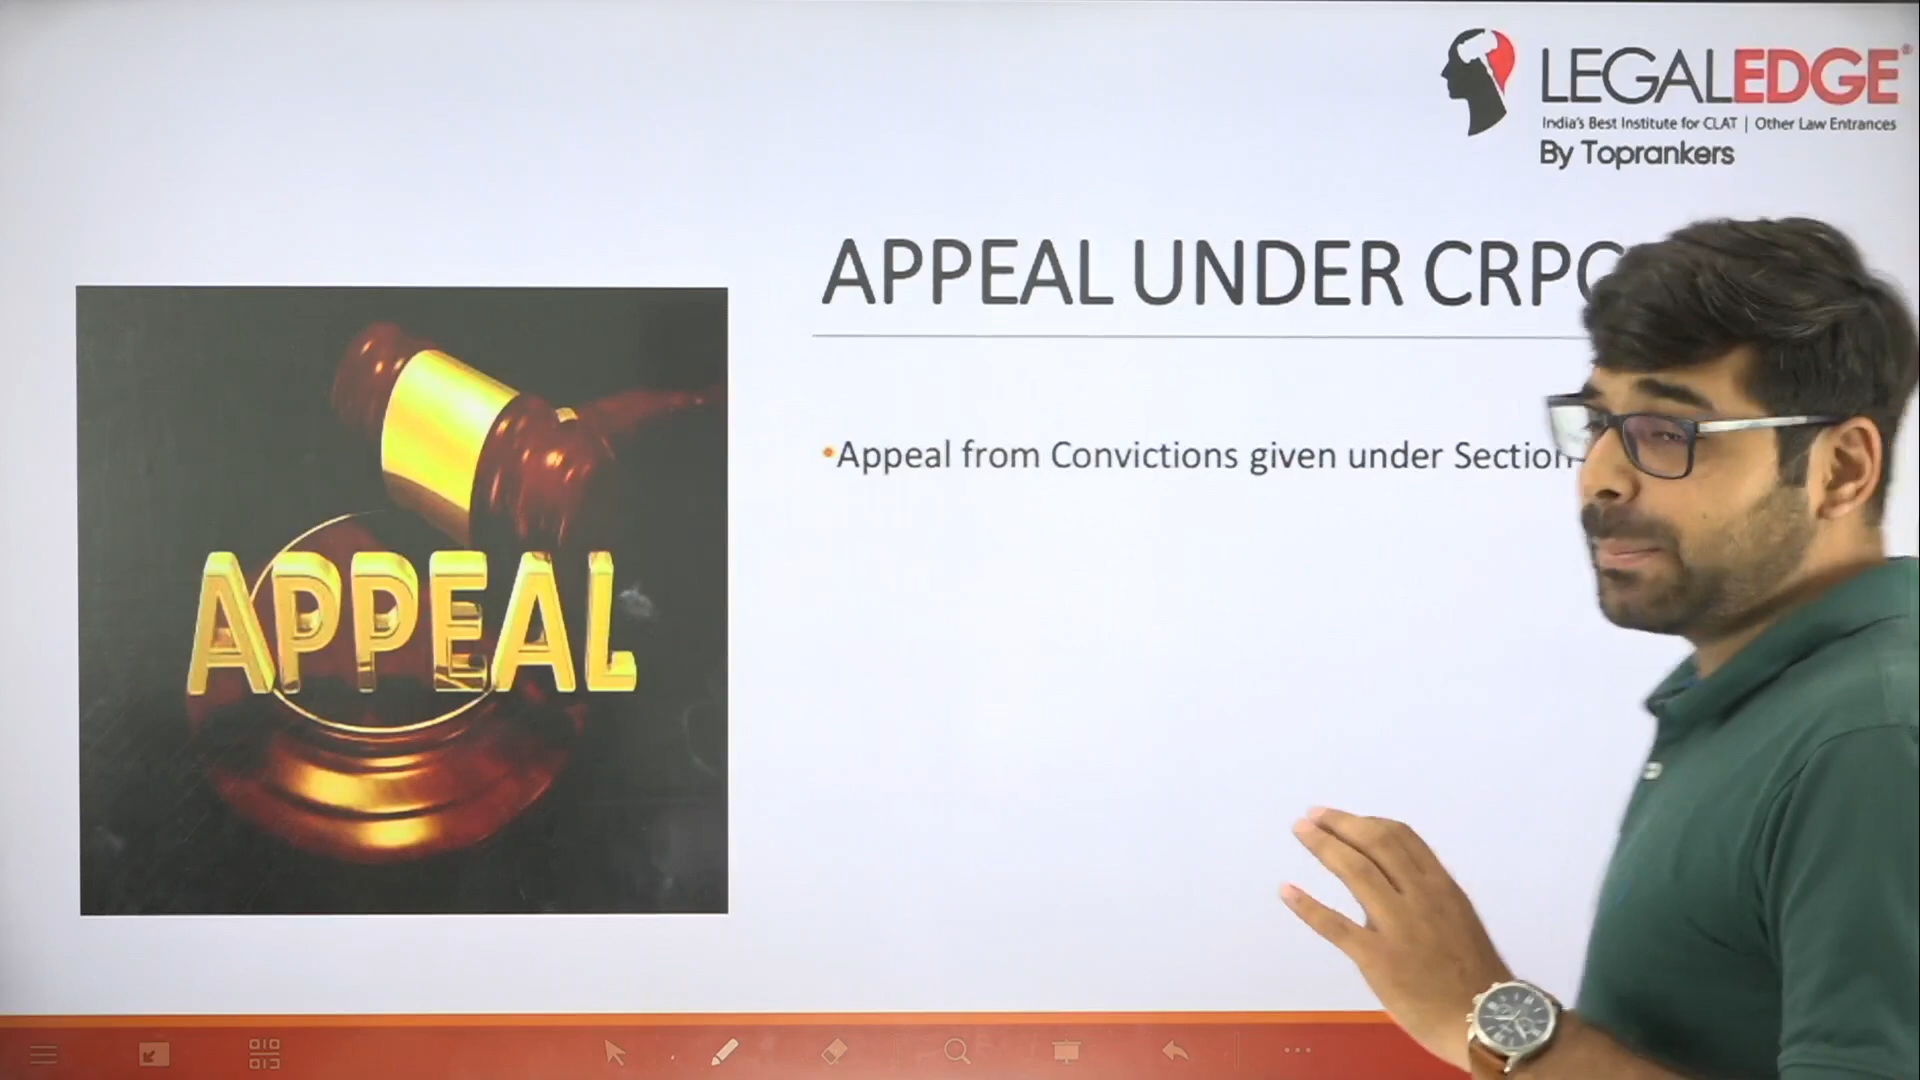 LEGALEDGE®
India's Best Institute for CLAT | Other Law Entrances
By Toprankers
APPEAL UNDER CRPC
•Appeal from Convictions given under Section
APPEAL